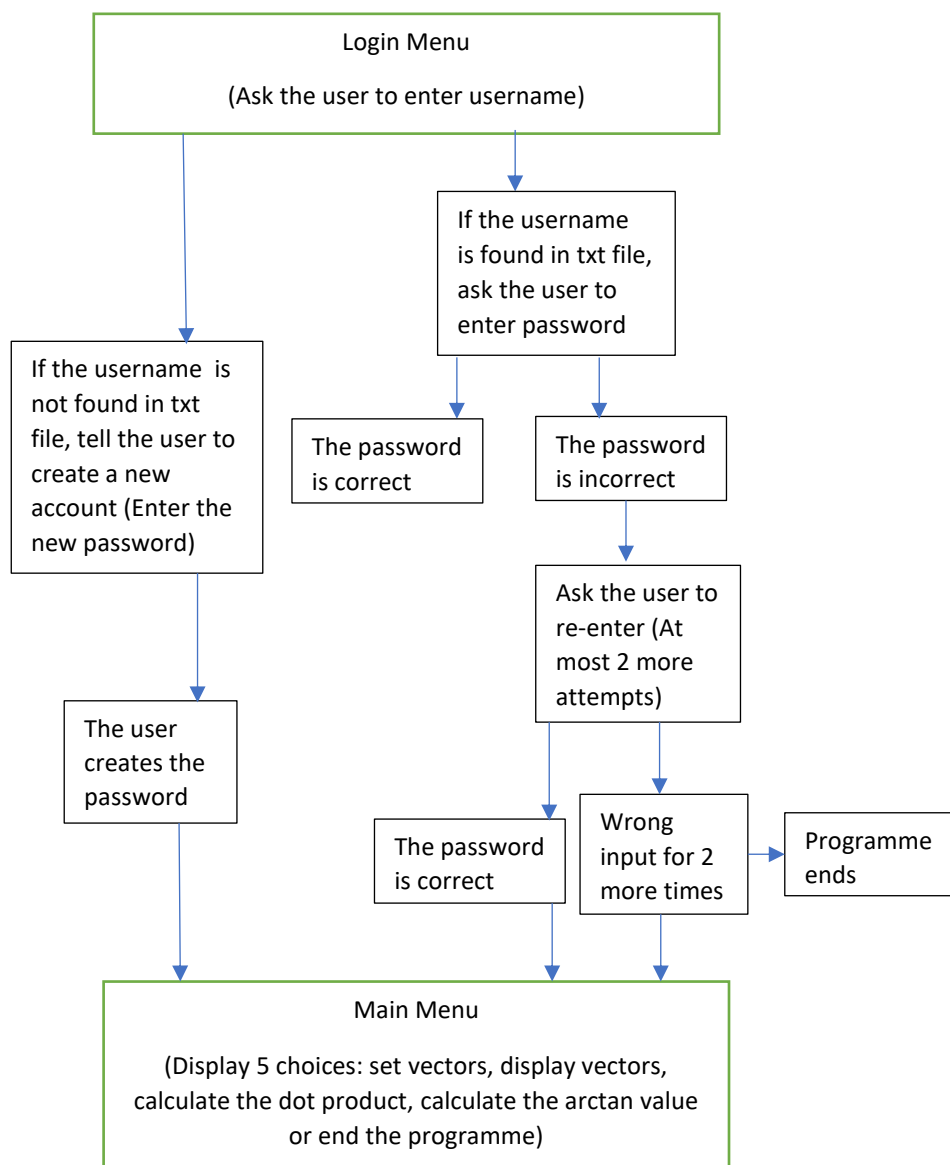 Login Menu
(Ask the user to enter username)
If the username
is found in txt file,
ask the user to
enter password
If the username  is
not found in txt
file, tell the user to
create a new
account (Enter the
new password)
The password
is correct
The password
is incorrect
Ask the user to
re-enter (At
most 2 more
attempts)
The user
creates the
password
The password
is correct
Wrong
input for 2
more times
Programme
ends
Main Menu
(Display 5 choices: set vectors, display vectors,
calculate the dot product, calculate the arctan value
or end the programme)